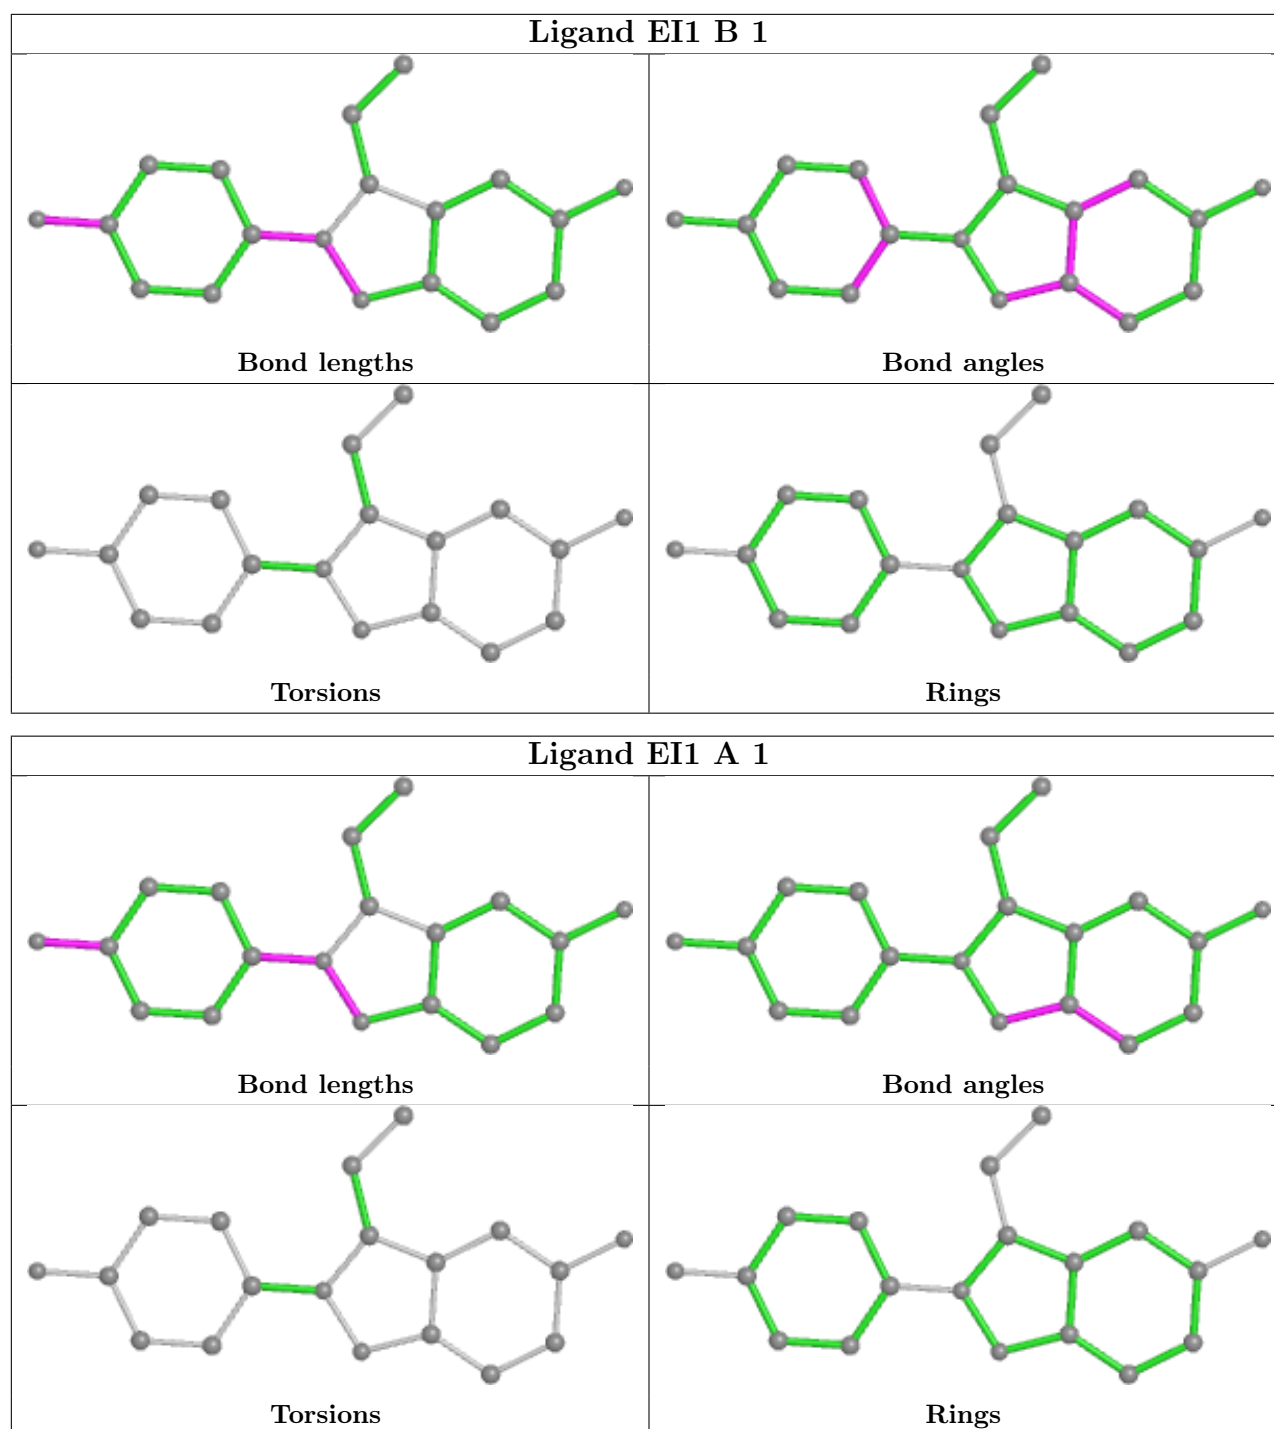 Ligand EI1 B 1
Bond lengths
Bond angles
Torsions
Rings
Ligand EI1 A 1
Bond lengths
Bond angles
Torsions
Rings